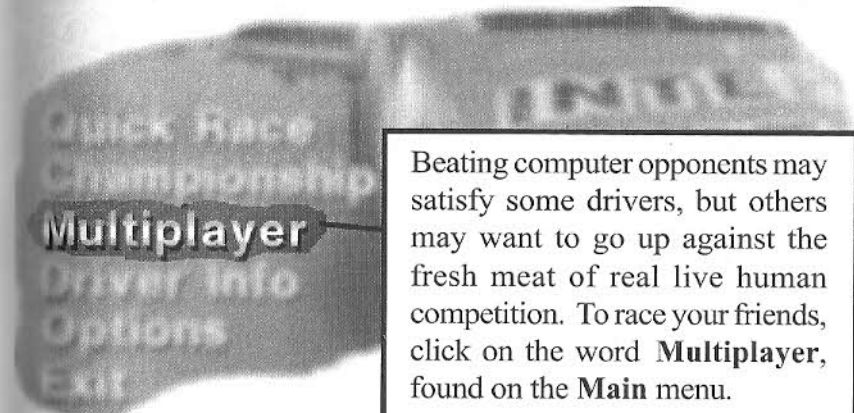 Quick Race
Championship
Multiplayer
Driver Info
Options
Exit
Beating computer opponents may
satisfy some drivers, but others
may want to go up against the
fresh meat of real live human
competition. To race your friends,
click on the word Multiplayer,
found on the Main menu.